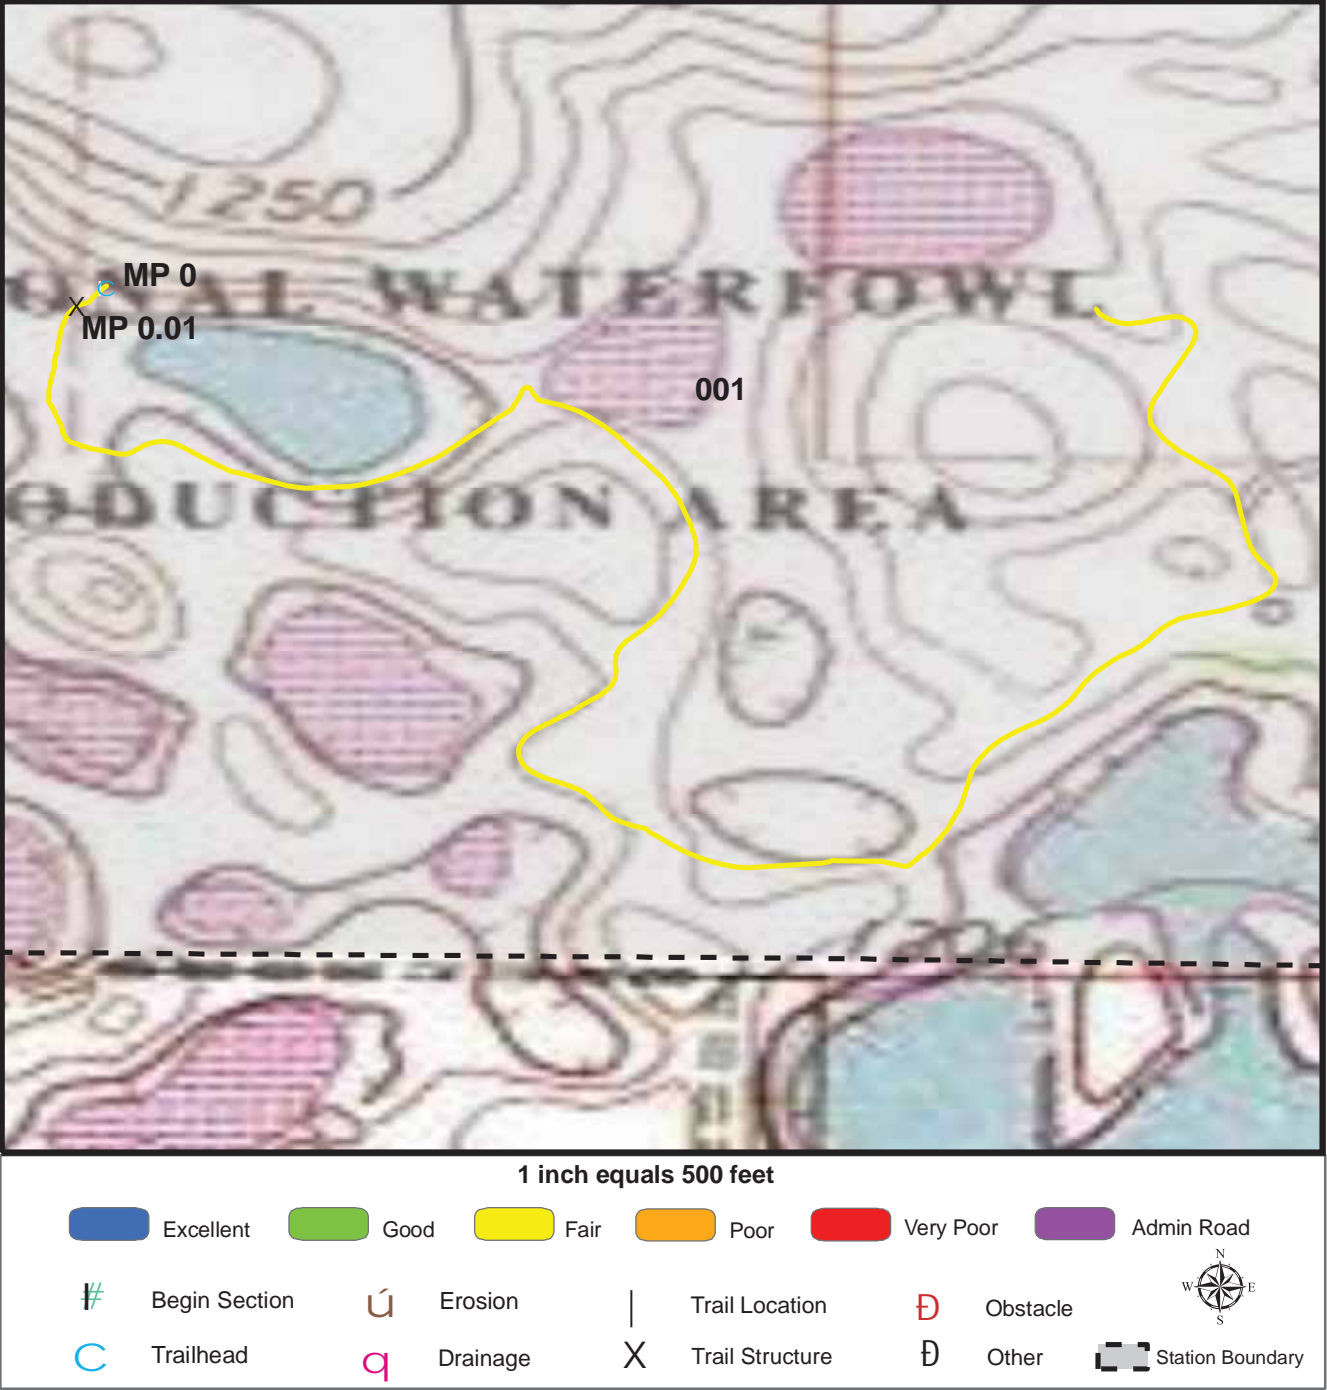 1250
MP 0
ONAL WATERFOWL
X
MP 0.01
001
ODUCTION AREA
1 inch equals 500 feet
Excellent Good Fair Poor Very Poor Admin Road
# Begin Section ú Erosion | Trail Location Đ Obstacle
N
W E
S
C Trailhead q Drainage X Trail Structure Đ Other Station Boundary